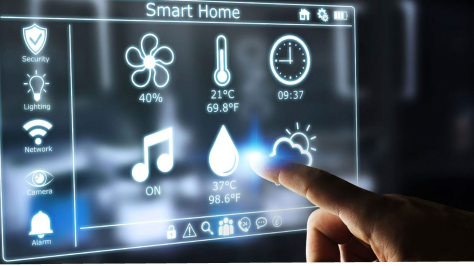 Smart Home
Security
Lighting
Network
Camera
Alarm
40%
21°C
69.8°F
09:37
ON
37°C
98.6°F